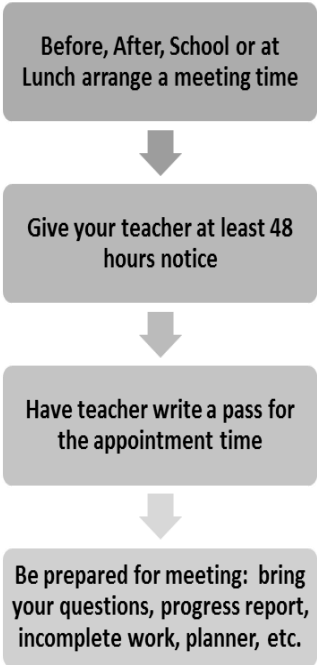 Before, After, School or at
Lunch arrange a meeting time
Give your teacher at least 48
hours notice
Have teacher write a pass for
the appointment time
Be prepared for meeting: bring
your questions, progress report,
incomplete work, planner, etc.